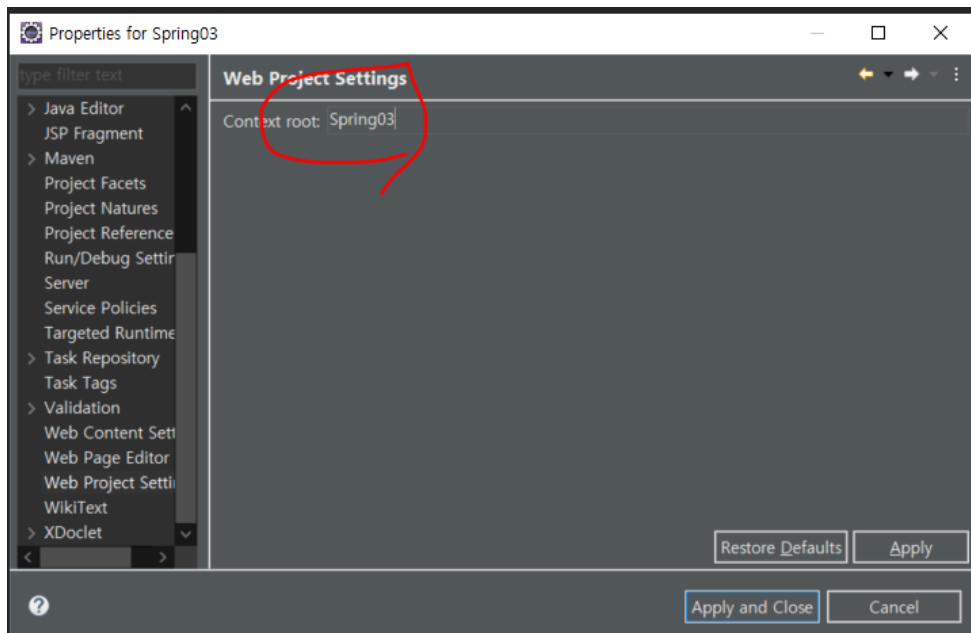 Properties for Spring03
type filter text
Web Project Settings
Java Editor
JSP Fragment
Maven
Project Facets
Project Natures
Project Reference
Run/Debug Settin
Server
Service Policies
Targeted Runtime
Task Repository
Task Tags
Validation
Web Content Sett
Web Page Editor
Web Project Settin
WikiText
XDoclet
Context root: Spring03
Restore Defaults
Apply
Apply and Close
Cancel